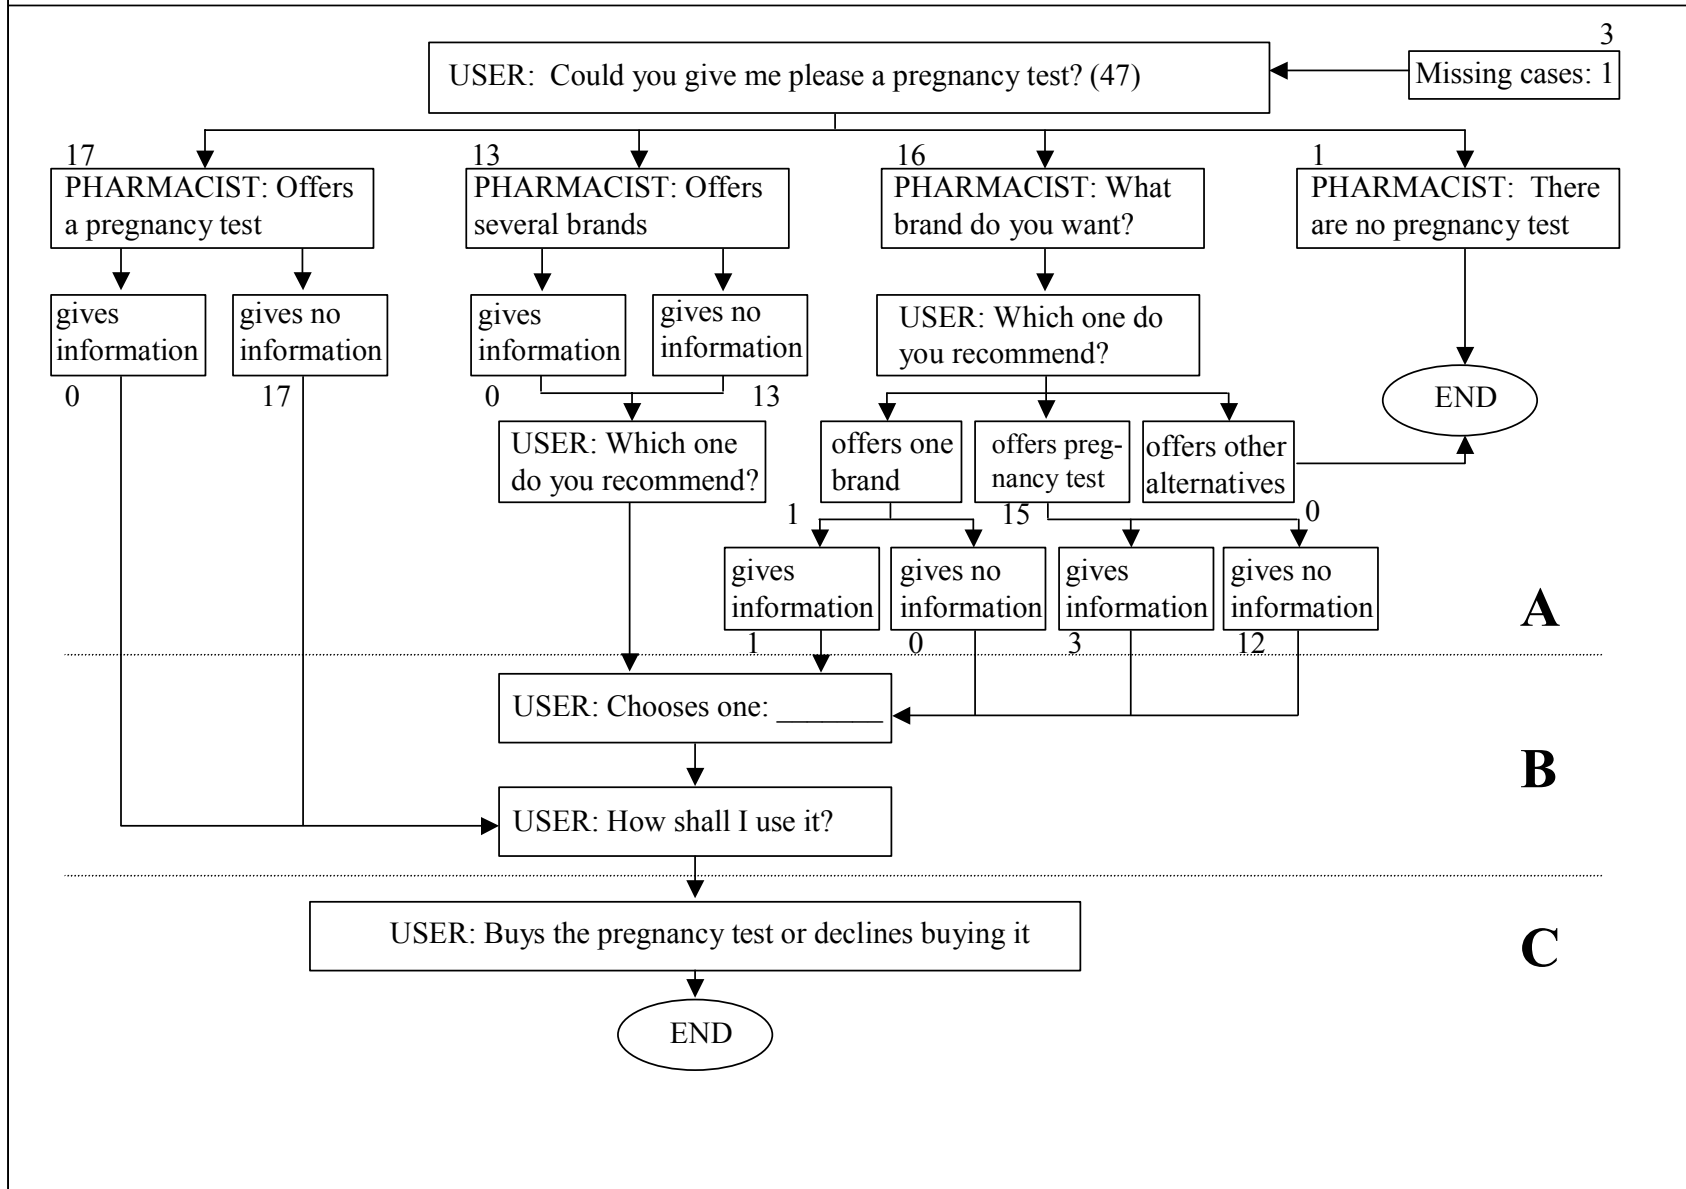 3
USER:  Could you give me please a pregnancy test? (47)
Missing cases: 1
17
PHARMACIST: Offers
a pregnancy test
13
PHARMACIST: Offers
several brands
16
PHARMACIST: What
brand do you want?
1
PHARMACIST:  There
are no pregnancy test
gives
information
0
gives no
information
17
gives
information
0
gives no
information
13
USER: Which one do
you recommend?
END
USER: Which one
do you recommend?
offers one
brand
1
offers preg-
nancy test
15
offers other
alternatives
0
gives
information
1
gives no
information
0
gives
information
3
gives no
information
12
A
USER: Chooses one: _______
B
USER: How shall I use it?
USER: Buys the pregnancy test or declines buying it
C
END